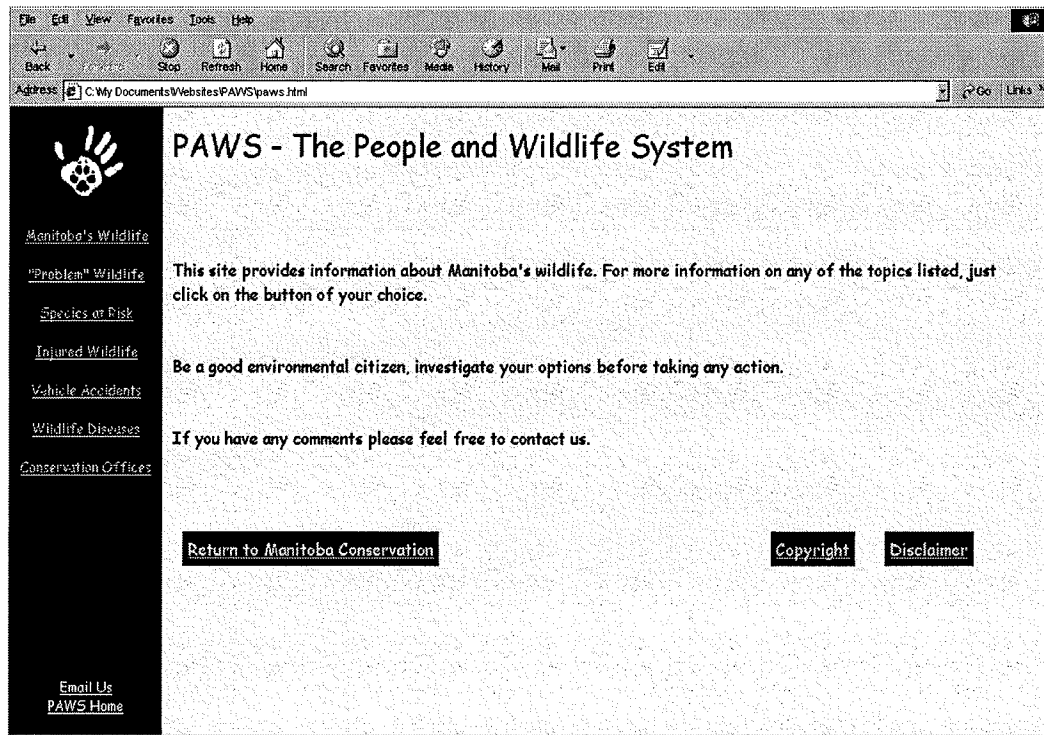 File Edit View Favorites Tools Help
Back Stop Refresh Home Search Favorites Media History Mail Print Edit
Address C:\My Documents\Websites\PAWS\paws.html Go Links »
PAWS - The People and Wildlife System
Manitoba's Wildlife
"Problem" Wildlife
Species at Risk
Injured Wildlife
Vehicle Accidents
Wildlife Diseases
Conservation Offices
This site provides information about Manitoba's wildlife. For more information on any of the topics listed, just
click on the button of your choice.
Be a good environmental citizen, investigate your options before taking any action.
If you have any comments please feel free to contact us.
Return to Manitoba Conservation Copyright Disclaimer
Email Us
PAWS Home